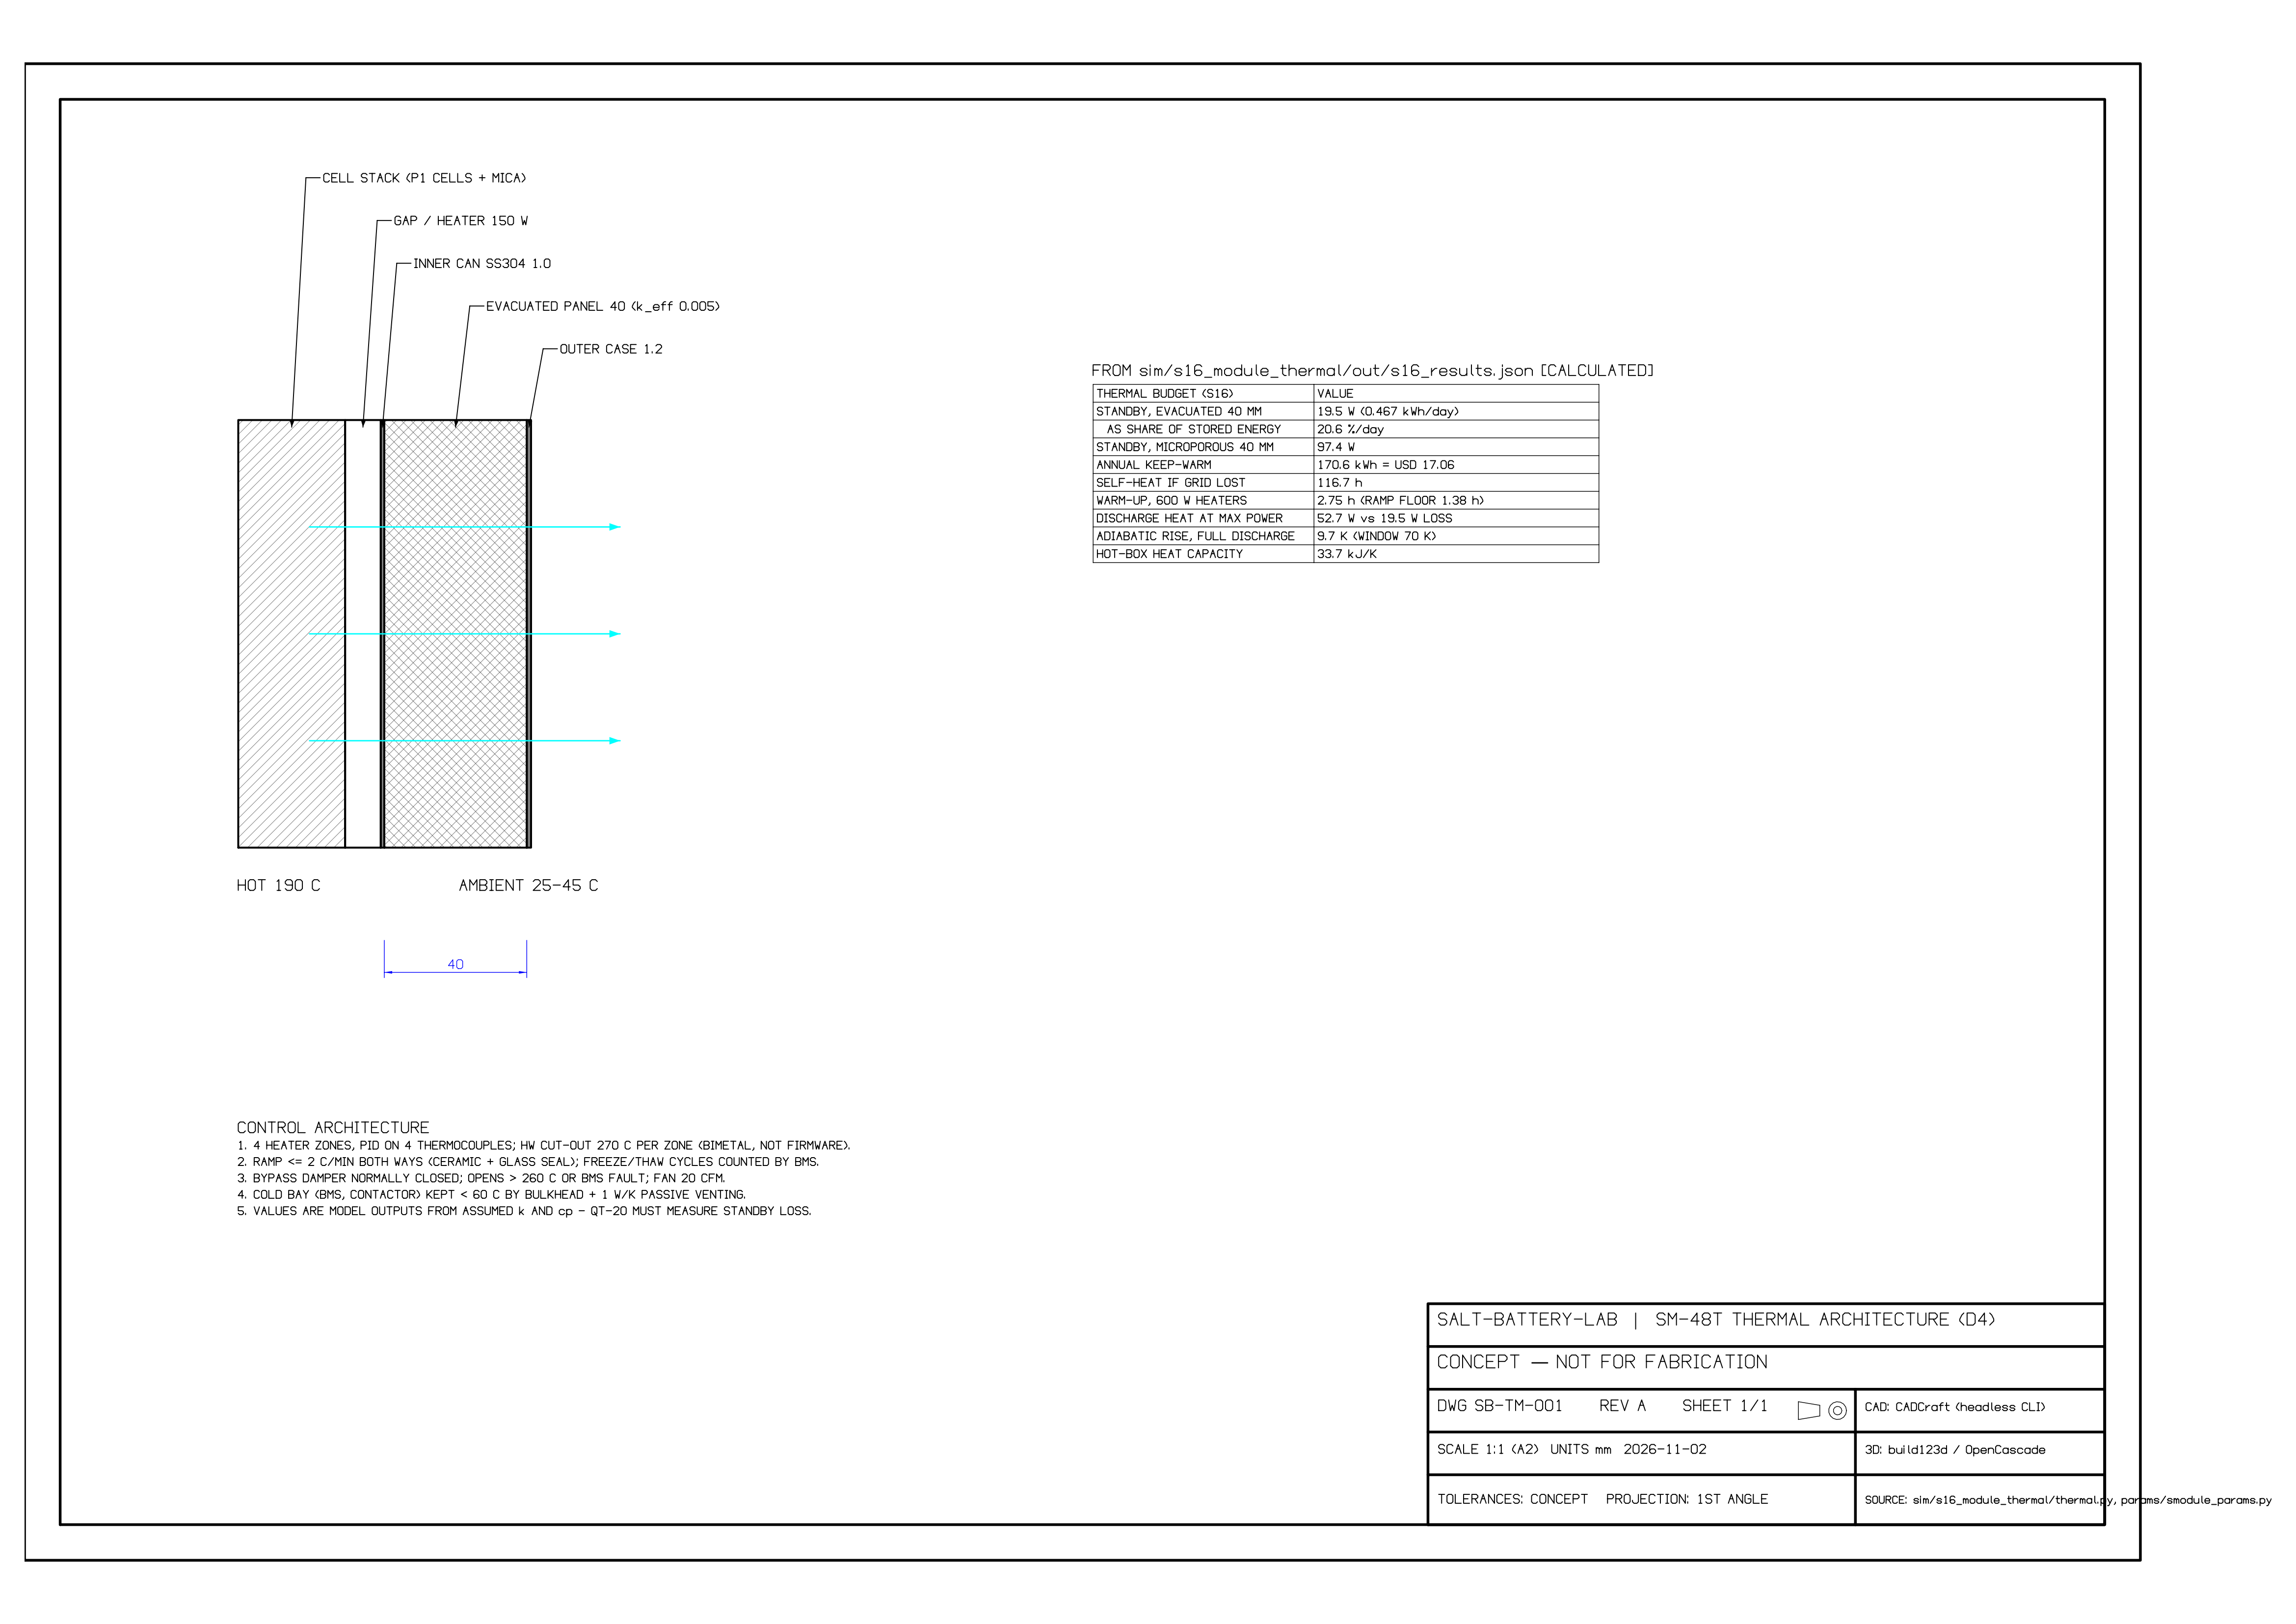 CELL STACK (P1 CELLS + MICA)
GAP / HEATER 150 W
INNER CAN SS304 1.0
EVACUATED PANEL 40 (k_eff 0.005)
OUTER CASE 1.2
HOT 190 C
AMBIENT 25-45 C
40
FROM sim/s16_module_thermal/out/s16_results.json [CALCULATED]
THERMAL BUDGET (S16) VALUE
STANDBY, EVACUATED 40 MM 19.5 W (0.467 kWh/day)
AS SHARE OF STORED ENERGY 20.6 %/day
STANDBY, MICROPOROUS 40 MM 97.4 W
ANNUAL KEEP-WARM 170.6 kWh = USD 17.06
SELF-HEAT IF GRID LOST 116.7 h
WARM-UP, 600 W HEATERS 2.75 h (RAMP FLOOR 1.38 h)
DISCHARGE HEAT AT MAX POWER 52.7 W vs 19.5 W LOSS
ADIABATIC RISE, FULL DISCHARGE 9.7 K (WINDOW 70 K)
HOT-BOX HEAT CAPACITY 33.7 kJ/K
CONTROL ARCHITECTURE
1. 4 HEATER ZONES, PID ON 4 THERMOCOUPLES; HW CUT-OUT 270 C PER ZONE (BIMETAL, NOT FIRMWARE).
2. RAMP <= 2 C/MIN BOTH WAYS (CERAMIC + GLASS SEAL); FREEZE/THAW CYCLES COUNTED BY BMS.
3. BYPASS DAMPER NORMALLY CLOSED; OPENS > 260 C OR BMS FAULT; FAN 20 CFM.
4. COLD BAY (BMS, CONTACTOR) KEPT < 60 C BY BULKHEAD + 1 W/K PASSIVE VENTING.
5. VALUES ARE MODEL OUTPUTS FROM ASSUMED k AND cp - QT-20 MUST MEASURE STANDBY LOSS.
SALT-BATTERY-LAB | SM-48T THERMAL ARCHITECTURE (D4)
CONCEPT — NOT FOR FABRICATION
DWG SB-TM-001 REV A SHEET 1/1
CAD: CADCraft (headless CLI)
SCALE 1:1 (A2) UNITS mm 2026-11-02
3D: build123d / OpenCascade
TOLERANCES: CONCEPT PROJECTION: 1ST ANGLE
SOURCE: sim/s16_module_thermal/thermal.py, params/smodule_params.py